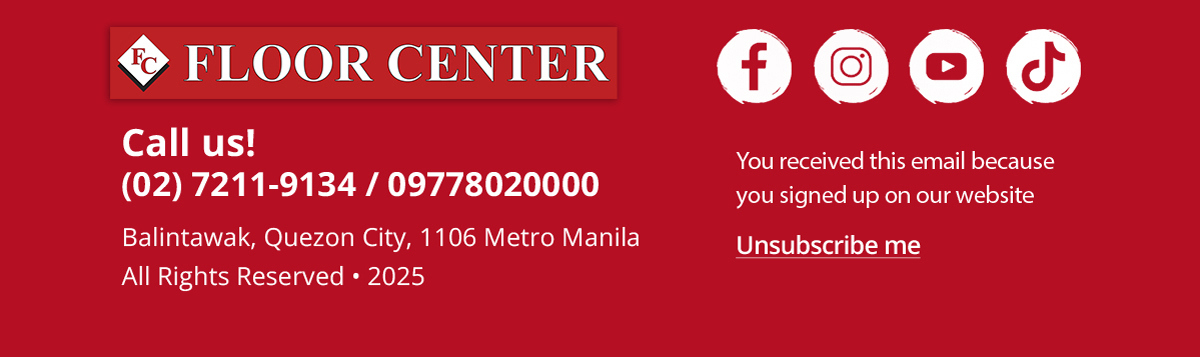 FC FLOOR CENTER
Call us!
(02) 7211-9134 / 09778020000
Balintawak, Quezon City, 1106 Metro Manila
All Rights Reserved • 2025
You received this email because
you signed up on our website
Unsubscribe me